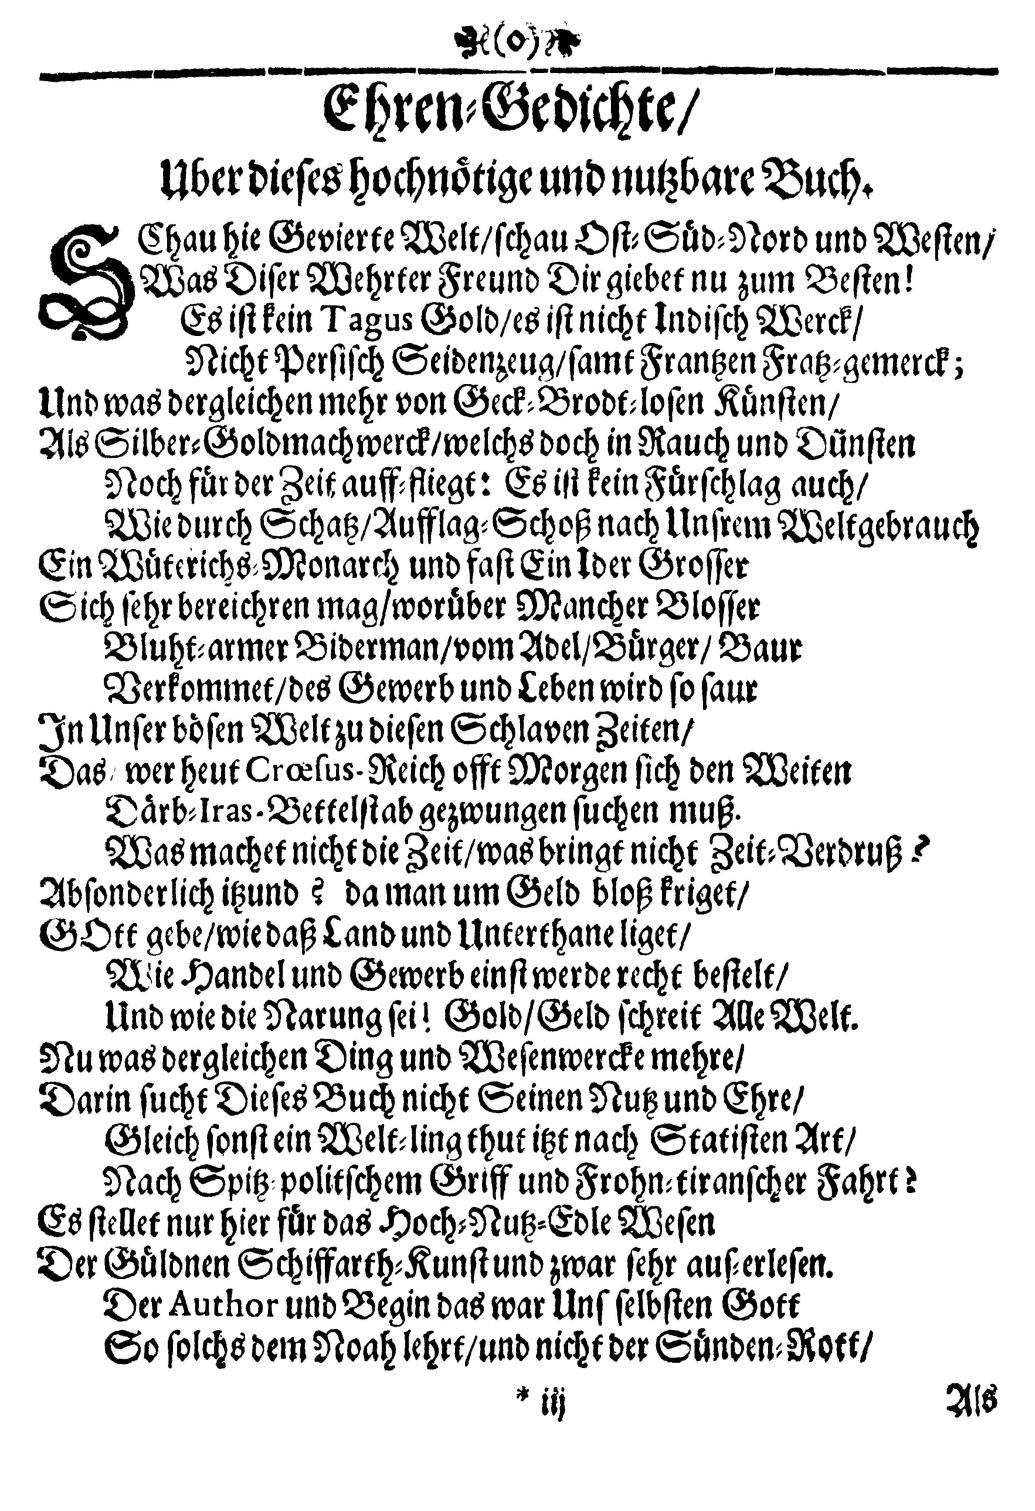 (o)
Ehren-Gedichte/
Uber dieses hochnötige und nutzbare Buch.
SChau hie Gevierte Welt/schau Ost-Süd-Nord und Westen/
Was Diser Wehrter Freund Dir giebet nu zum Besten!
Es ist kein Tagus Gold/es ist nicht Indisch Werck/
Nicht Persisch Seidenzeug/samt Frantzen Fratz-gemerck;
Und was dergleichen mehr von Geck-Brodt-losen Künsten/
Als Silber-Goldmachwerck/welchs doch in Rauch und Dünsten
Noch für der Zeit auff-fliegt: Es ist kein Fürschlag auch/
Wie durch Schatz/Aufflag-Schoß nach Unsrem Weltgebrauch
Ein Wüterichs-Monarch und fast Ein Ider Grosser
Sich sehr bereichren mag/worüber Mancher Blosser
Bluht-armer Biderman/vom Adel/Bürger/Baur
Verkommet/des Gewerb und Leben wird so saur
In Unser bösen Welt zu diesen Schlaven Zeiten/
Das/ wer heut Crœsus-Reich offt Morgen sich den Weiten
Därb-Iras-Bettelstab gezwungen suchen muß.
Was machet nicht die Zeit/was bringt nicht Zeit-Verdruß?
Absonderlich itzund? da man um Geld bloß kriget/
GOtt gebe/wie daß Land und Unterthane liget/
Wie Handel und Gewerb einst werde recht bestelt/
Und wie die Narung sei! Gold/Geld schreit Alle Welt.
Nu was dergleichen Ding und Wesenwercke mehre/
Darin sucht Dieses Buch nicht Seinen Nutz und Ehre/
Gleich sonst ein Welt-ling thut itzt nach Statisten Art/
Nach Spitz-politschem Griff und Frohn-tiranscher Fahrt?
Es stellet nur hier für das Hoch-Nutz-Edle Wesen
Der Güldnen Schiffarth-Kunst und zwar sehr aus-erlesen.
Der Author und Begin das war Uns selbsten Gott
So solchs dem Noah lehrt/und nicht der Sünden-Rott/
* iij
Als